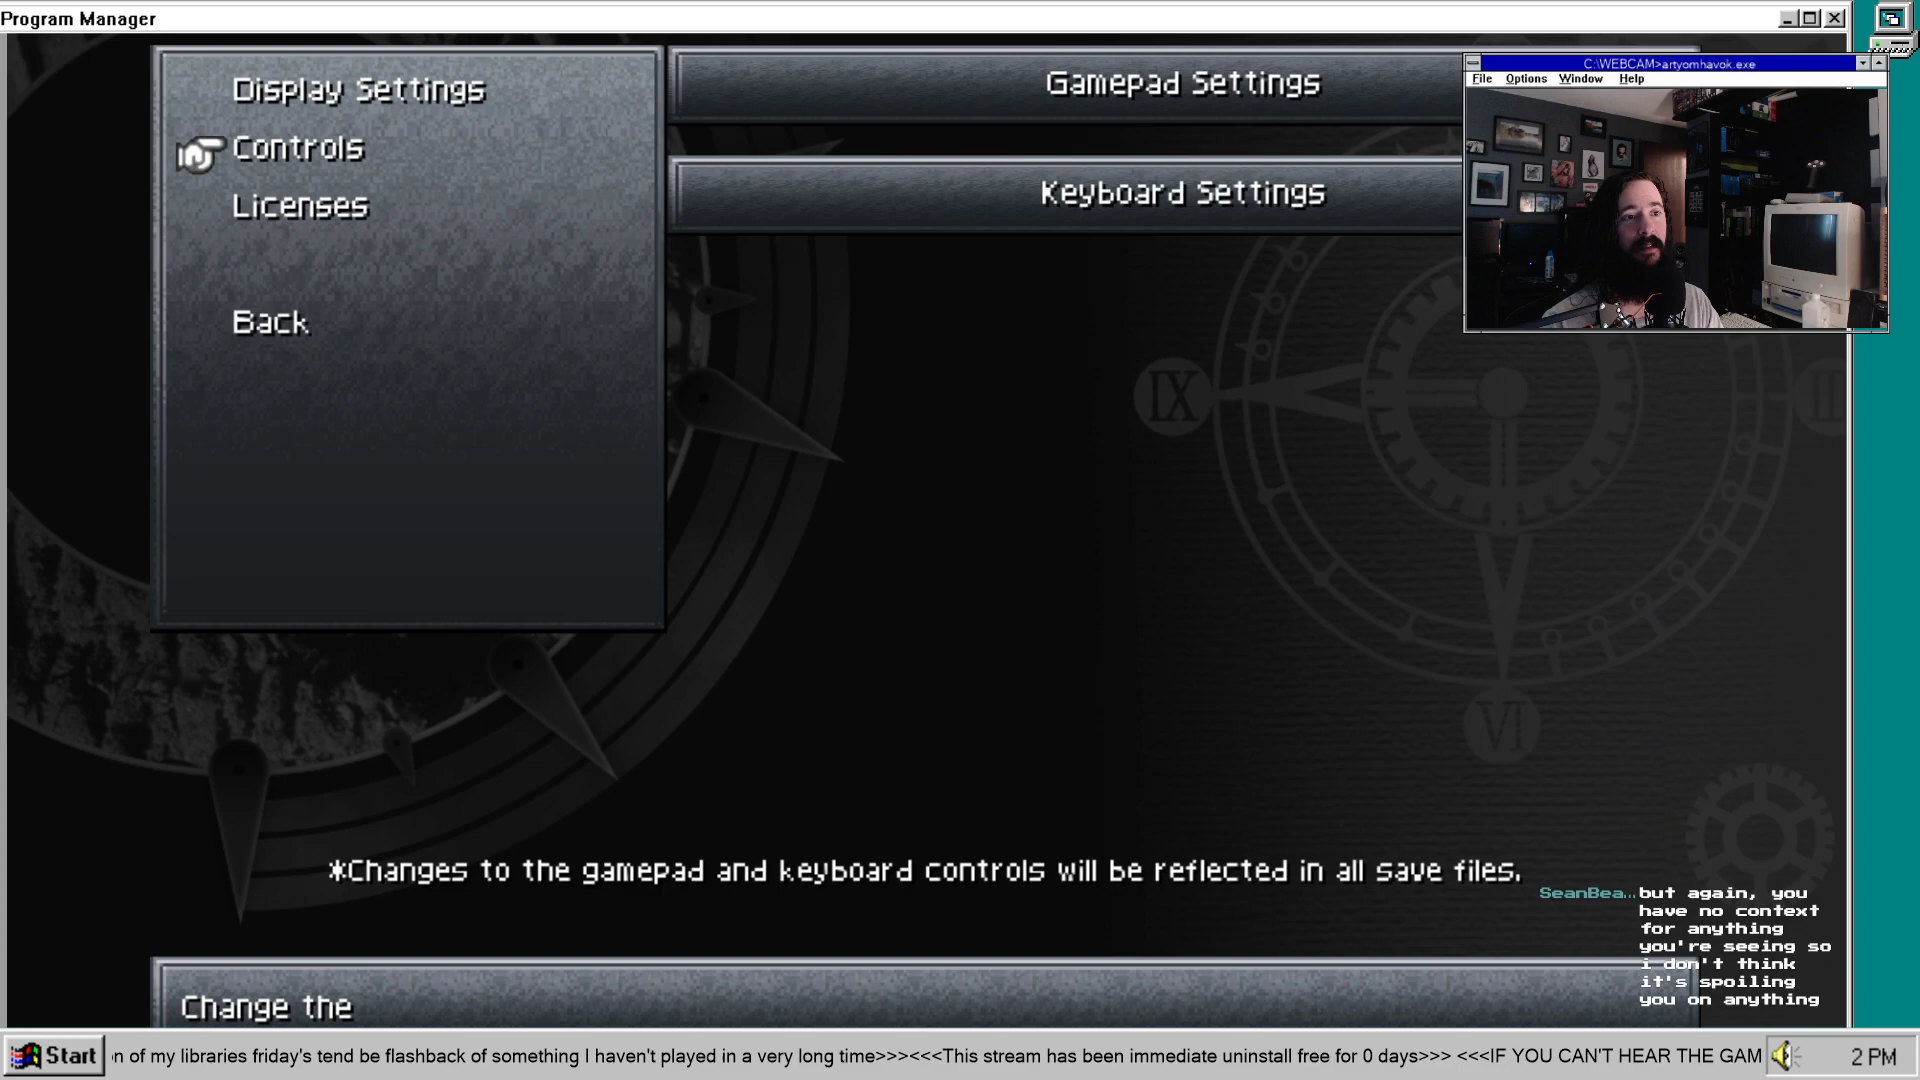 Program Manager
Display Settings
Controls
Licenses
Back
Gamepad Settings
Keyboard Settings
C:\WEBCAM>artyomhavok.exe
File Options Window Help
IX
VI
*Changes to the gamepad and keyboard controls will be reflected in all save files.
SeanBea... but again, you
have no context
for anything
you're seeing so
i don't think
it's spoiling
you on anything
Change the
Start
n of my libraries friday's tend be flashback of something I haven't played in a very long time>>><<<This stream has been immediate uninstall free for 0 days>>> <<<IF YOU CAN'T HEAR THE GAM
2 PM